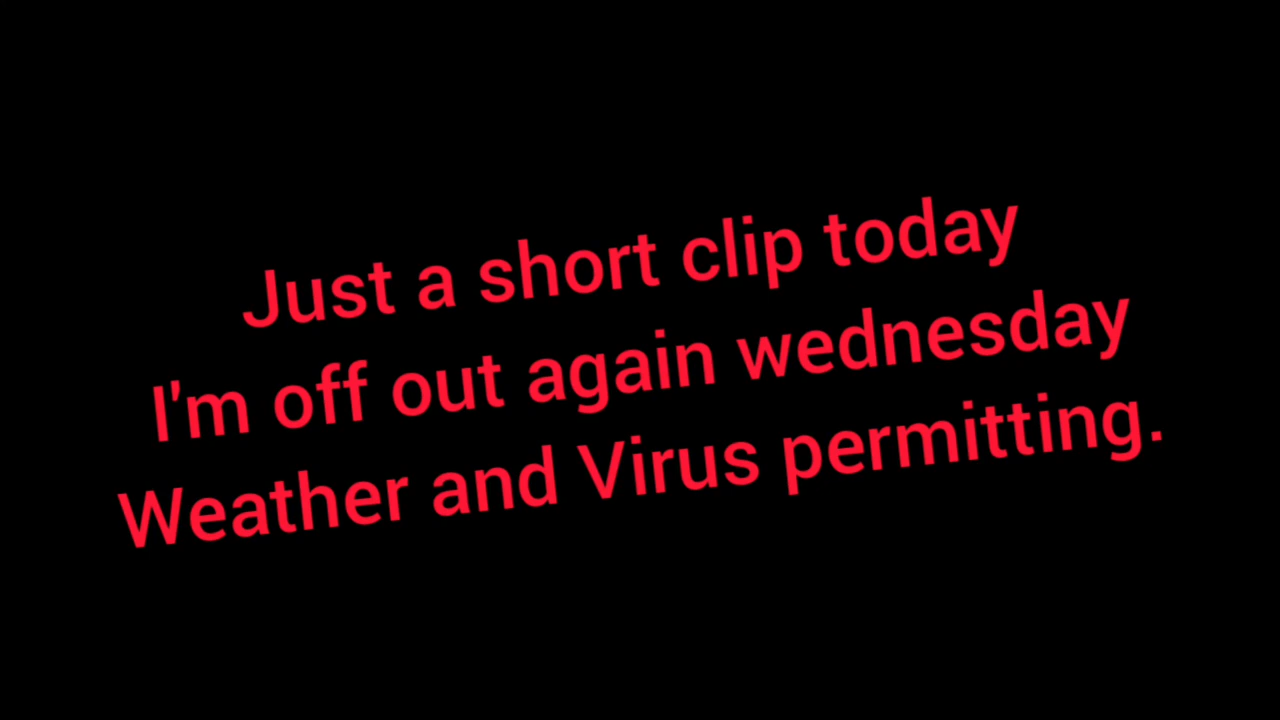 Just a short clip today
I'm off out again wednesday
Weather and Virus permitting.